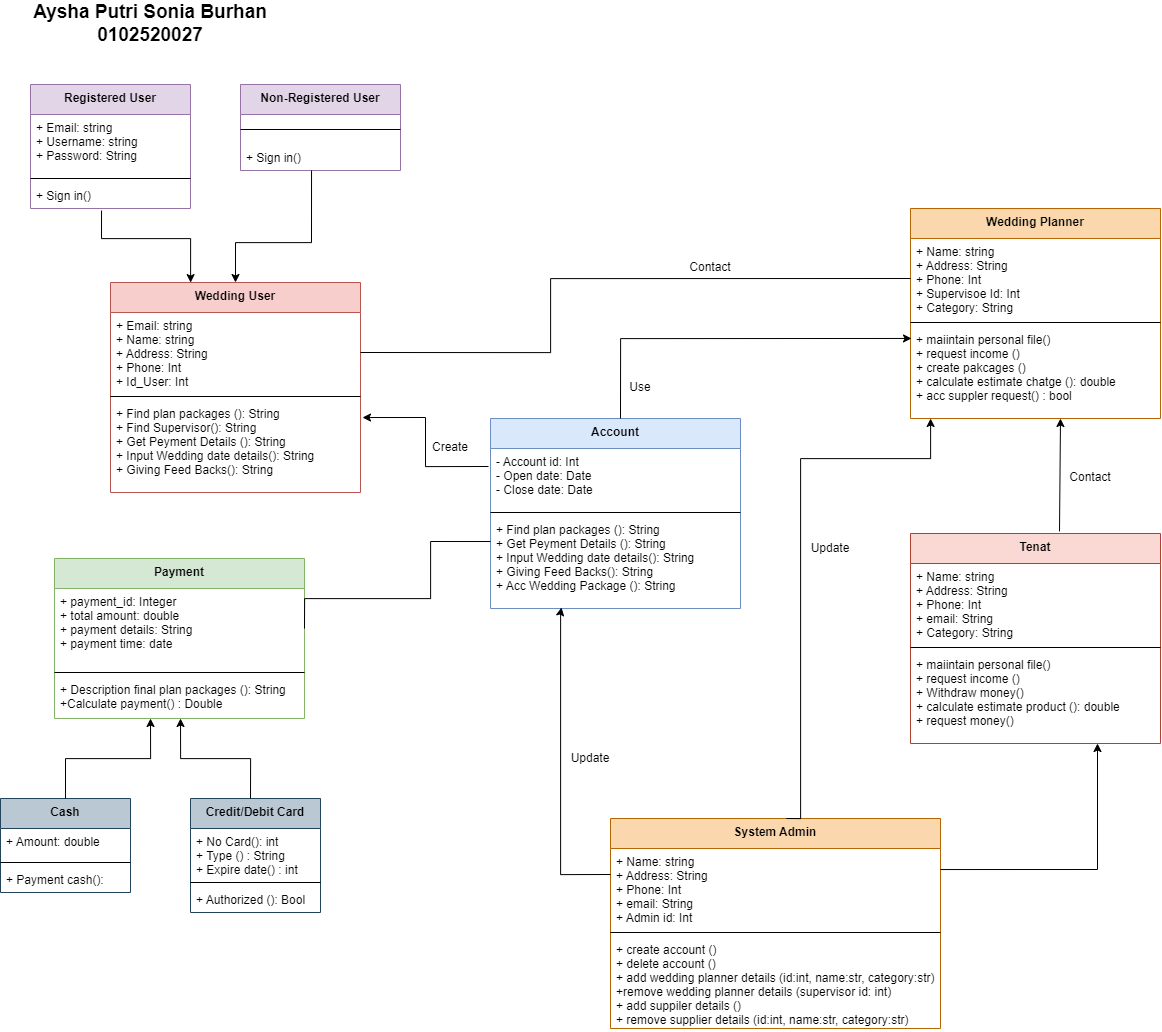 Aysha Putri Sonia Burhan
0102520027
Registered User
+ Email: string
+ Username: string
+ Password: String
+ Sign in()
Non-Registered User
+ Sign in()
Wedding User
+ Email: string
+ Name: string
+ Address: String
+ Phone: Int
+ Id_User: Int
+ Find plan packages (): String
+ Find Supervisor(): String
+ Get Peyment Details (): String
+ Input Wedding date details(): String
+ Giving Feed Backs(): String
Contact
Wedding Planner
+ Name: string
+ Address: String
+ Phone: Int
+ Supervisoe Id: Int
+ Category: String
+ maiintain personal file()
+ request income ()
+ create pakcages ()
+ calculate estimate chatge (): double
+ acc suppler request() : bool
Use
Create
Account
- Account id: Int
- Open date: Date
- Close date: Date
+ Find plan packages (): String
+ Get Peyment Details (): String
+ Input Wedding date details(): String
+ Giving Feed Backs(): String
+ Acc Wedding Package (): String
Contact
Update
Tenat
+ Name: string
+ Address: String
+ Phone: Int
+ email: String
+ Category: String
+ maiintain personal file()
+ request income ()
+ Withdraw money()
+ calculate estimate product (): double
+ request money()
Payment
+ payment_id: Integer
+ total amount: double
+ payment details: String
+ payment time: date
+ Description final plan packages (): String
+Calculate payment() : Double
Update
Cash
+ Amount: double
+ Payment cash():
Credit/Debit Card
+ No Card(): int
+ Type () : String
+ Expire date() : int
+ Authorized (): Bool
System Admin
+ Name: string
+ Address: String
+ Phone: Int
+ email: String
+ Admin id: Int
+ create account ()
+ delete account ()
+ add wedding planner details (id:int, name:str, category:str)
+remove wedding planner details (supervisor id: int)
+ add suppiler details ()
+ remove supplier details (id:int, name:str, category:str)